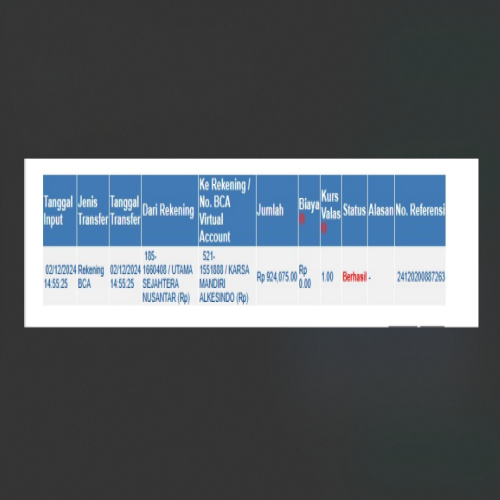 Tanggal Input
Jenis Transfer
Tanggal Transfer
Dari Rekening
Ke Rekening / No. BCA Virtual Account
Jumlah
Biaya
Kurs Valas
Status
Alasan
No. Referensi
02/12/2024 14:55:25
Rekening BCA
02/12/2024 14:55:25
185-1660408 / UTAMA SEJAHTERA NUSANTAR (Rp)
521-1551888 / KARSA MANDIRI ALKESINDO (Rp)
Rp 924,075.00
Rp 0.00
1.00
Berhasil
-
24120200887263